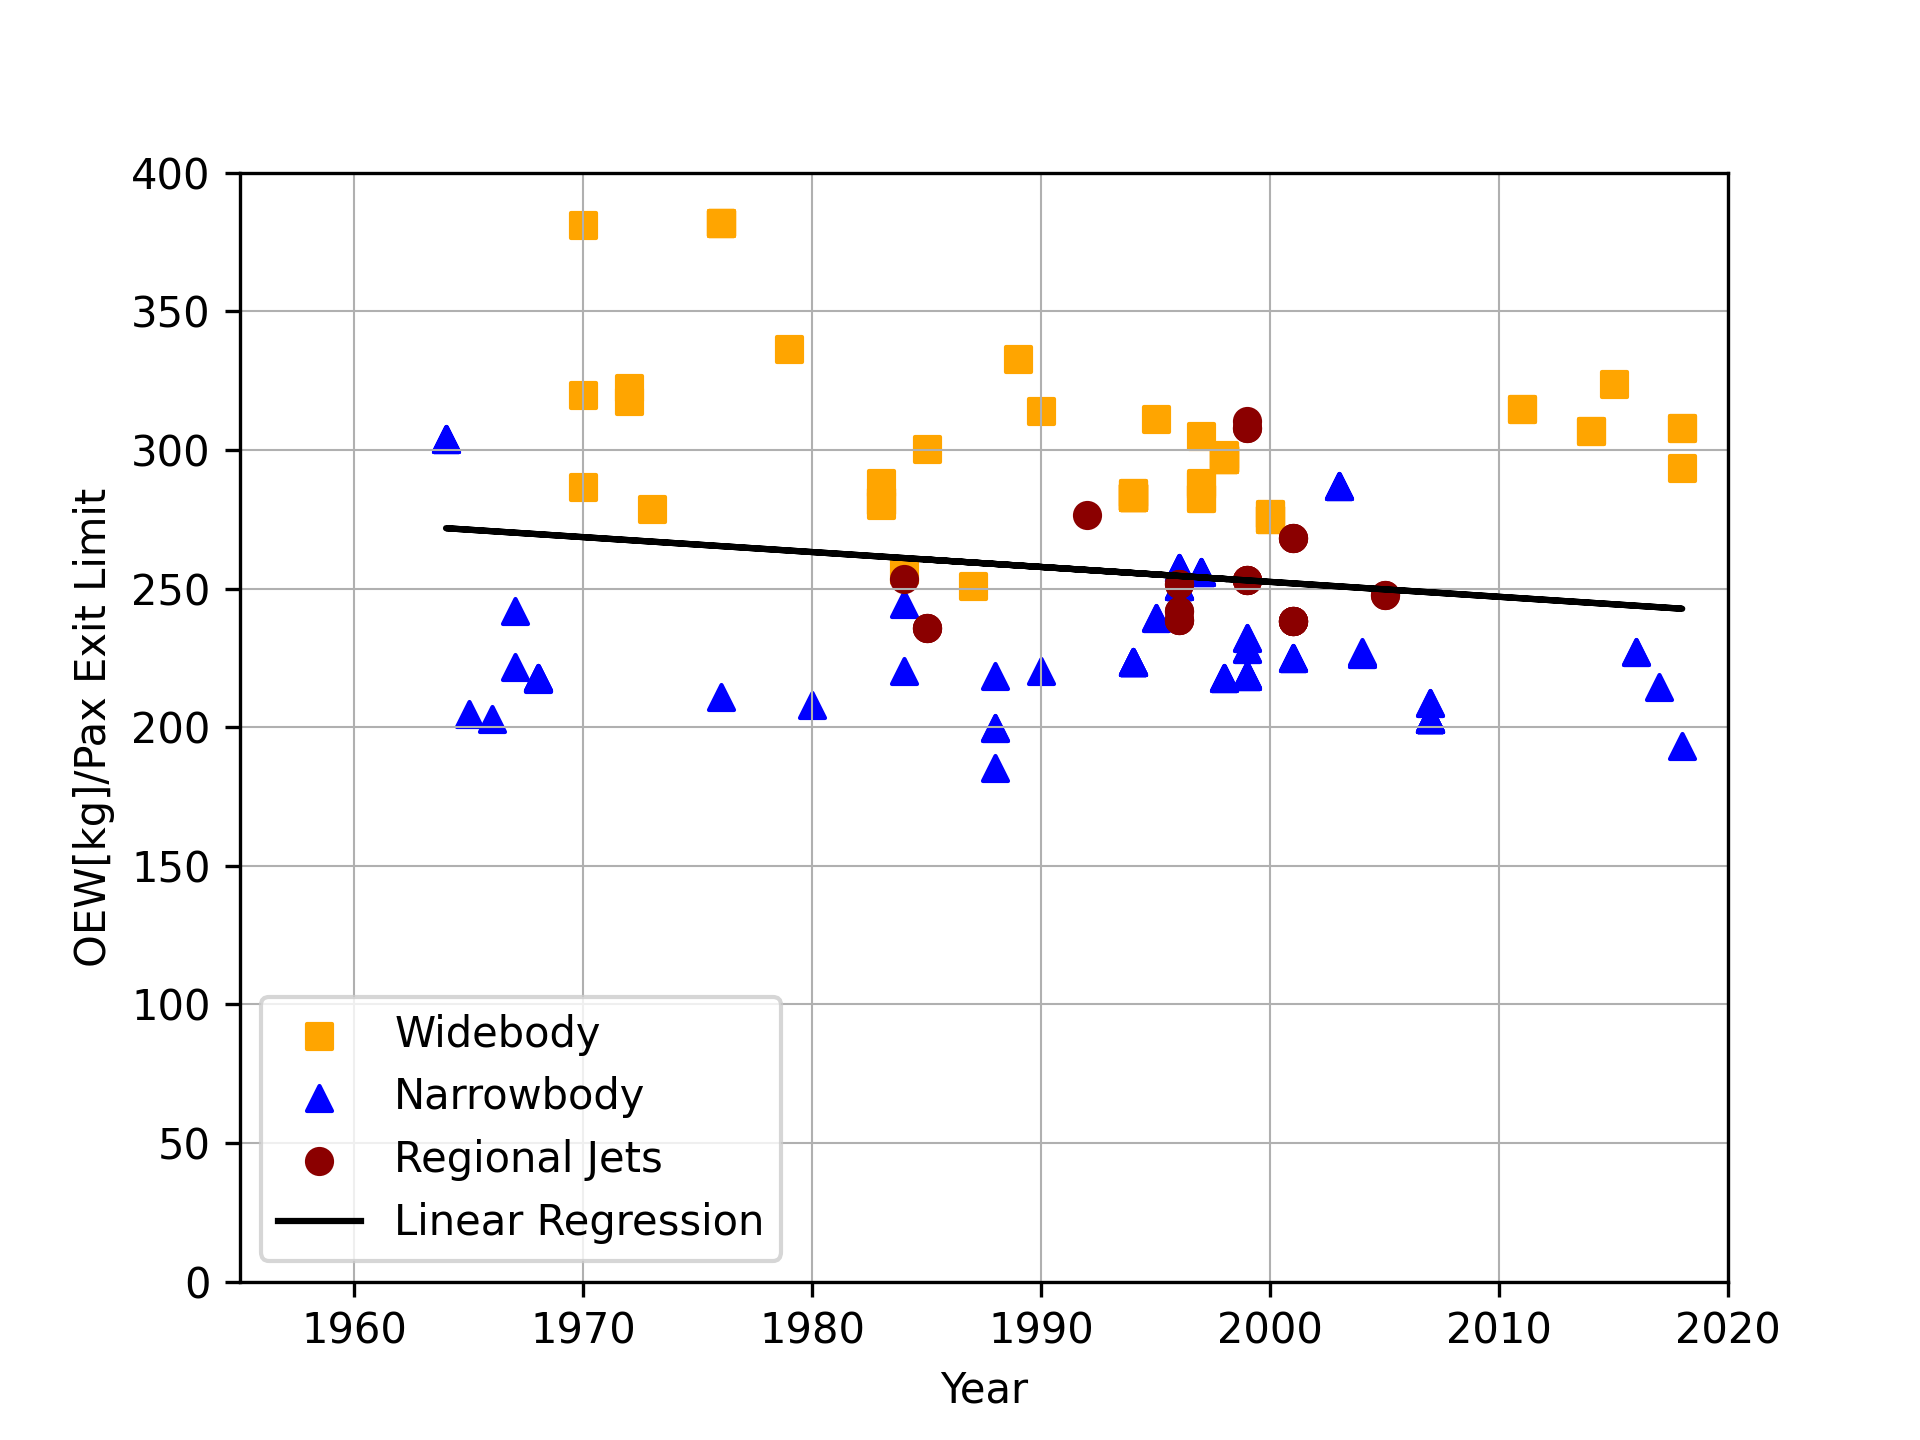 400
350
300
250
200
150
100
50
0
OEW[kg]/Pax Exit Limit
Widebody
Narrowbody
Regional Jets
Linear Regression
1960 1970 1980 1990 2000 2010 2020
Year